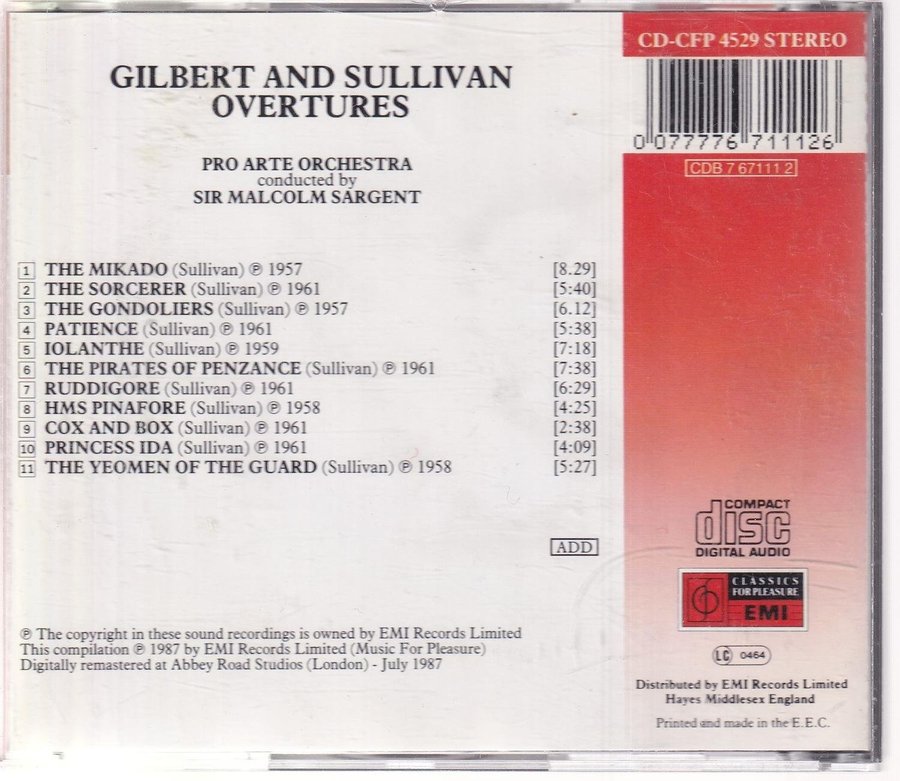 GILBERT AND SULLIVAN
OVERTURES
PRO ARTE ORCHESTRA
conducted by
SIR MALCOLM SARGENT
1 THE MIKADO (Sullivan) ℗ 1957 [8.29]
2 THE SORCERER (Sullivan) ℗ 1961 [5:40]
3 THE GONDOLIERS (Sullivan) ℗ 1957 [6.12]
4 PATIENCE (Sullivan) ℗ 1961 [5:38]
5 IOLANTHE (Sullivan) ℗ 1959 [7:18]
6 THE PIRATES OF PENZANCE (Sullivan) ℗ 1961 [7:38]
7 RUDDIGORE (Sullivan) ℗ 1961 [6:29]
8 HMS PINAFORE (Sullivan) ℗ 1958 [4:25]
9 COX AND BOX (Sullivan) ℗ 1961 [2:38]
10 PRINCESS IDA (Sullivan) ℗ 1961 [4:09]
11 THE YEOMEN OF THE GUARD (Sullivan) ℗ 1958 [5:27]
ADD
℗ The copyright in these sound recordings is owned by EMI Records Limited
This compilation ℗ 1987 by EMI Records Limited (Music For Pleasure)
Digitally remastered at Abbey Road Studios (London) - July 1987
CD-CFP 4529 STEREO
0 077776 711126
CDB 7 67111 2
COMPACT
disc
DIGITAL AUDIO
CLASSICS
FOR PLEASURE
EMI
LC 0464
Distributed by EMI Records Limited
Hayes Middlesex England
Printed and made in the E.E.C.